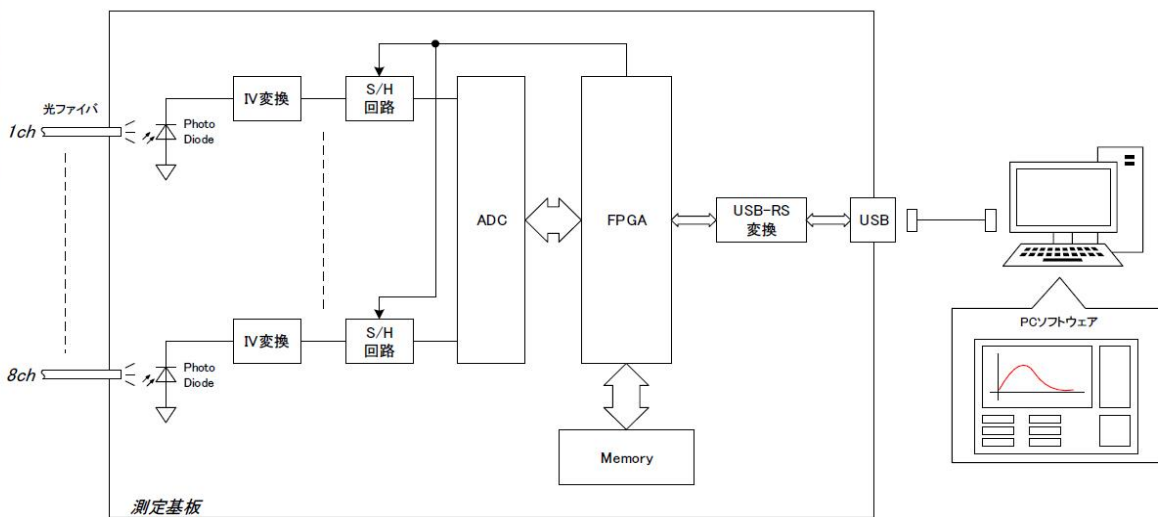 光ファイバ
1ch
Photo
Diode
IV変換
S/H
回路
ADC
FPGA
USB-RS
変換
USB
8ch
Photo
Diode
IV変換
S/H
回路
Memory
測定基板
PCソフトウェア